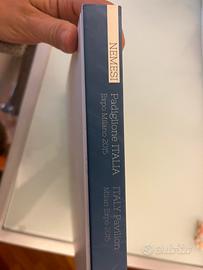 NEMESI
Padiglione ITALIA
Expo Milano 2015
ITALY Pavilion
Milan Expo 2015
subito